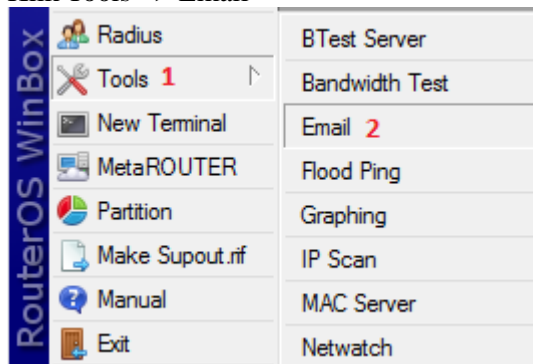 RouterOS WinBox
Radius
Tools 1
New Terminal
MetaROUTER
Partition
Make Supout.rif
Manual
Exit
BTest Server
Bandwidth Test
Email 2
Flood Ping
Graphing
IP Scan
MAC Server
Netwatch